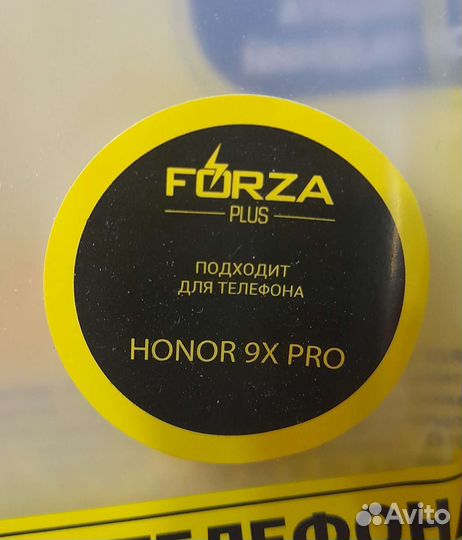 FORZA
PLUS
ПОДХОДИТ
ДЛЯ ТЕЛЕФОНА
HONOR 9X PRO
ТЕЛЕФОНА
Avito